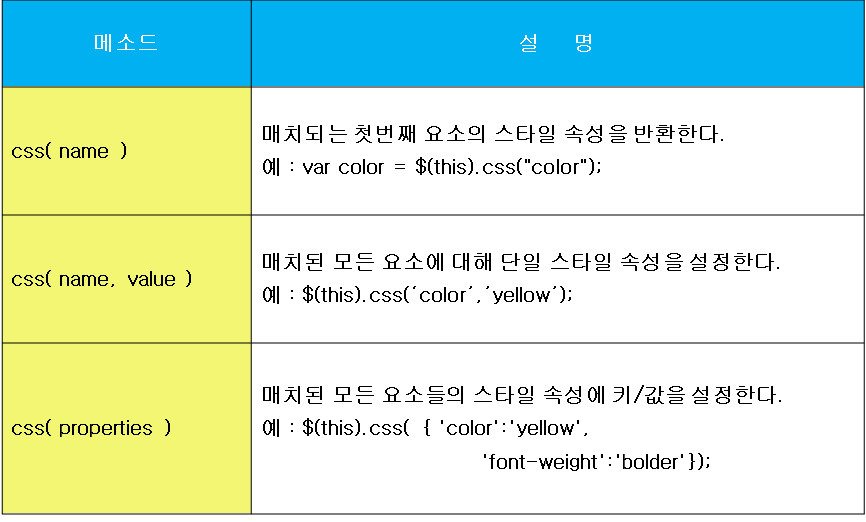 메소드
설 명
css( name )
매치되는 첫번째 요소의 스타일 속성을 반환한다.
예 : var color = $(this).css("color");
css( name, value )
매치된 모든 요소에 대해 단일 스타일 속성을 설정한다.
예 : $(this).css(´color´,´yellow´);
css( properties )
매치된 모든 요소들의 스타일 속성에 키/값을 설정한다.
예 : $(this).css( { 'color':'yellow',
'font-weight':'bolder'});